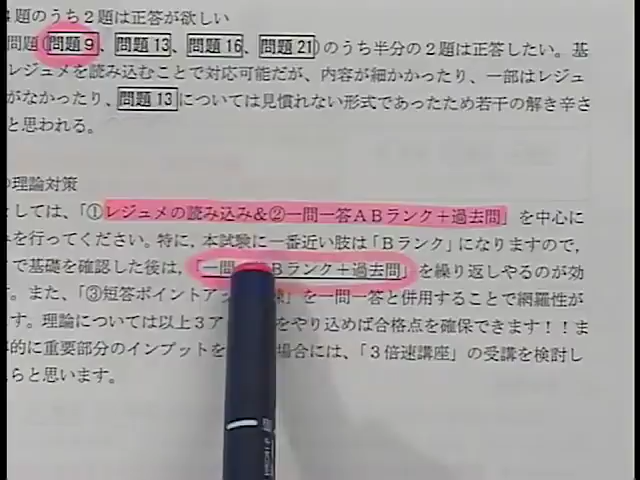 題のうち２題は正答が欲しい
問題(問題９、問題13、問題16、問題21)のうち半分の２題は正答したい。基
レジュメを読み込むことで対応可能だが、内容が細かかったり、一部はレジュ
がなかったり、問題13については見慣れない形式であったため若干の解き辛さ
と思われる。
理論対策
しては、「①レジュメの読み込み&②一問一答ＡＢランク＋過去問」を中心に
を行ってください。特に、本試験に一番近い肢は「Ｂランク」になりますので、
で基礎を確認した後は、「一問 Ｂランク＋過去問」を繰り返しやるのが効
す。また、「③短答ポイントア 」を一問一答と併用することで網羅性が
す。理論については以上３ア をやり込めば合格点を確保できます！！ま
的に重要部分のインプットを 場合には、「３倍速講座」の受講を検討し
らと思います。